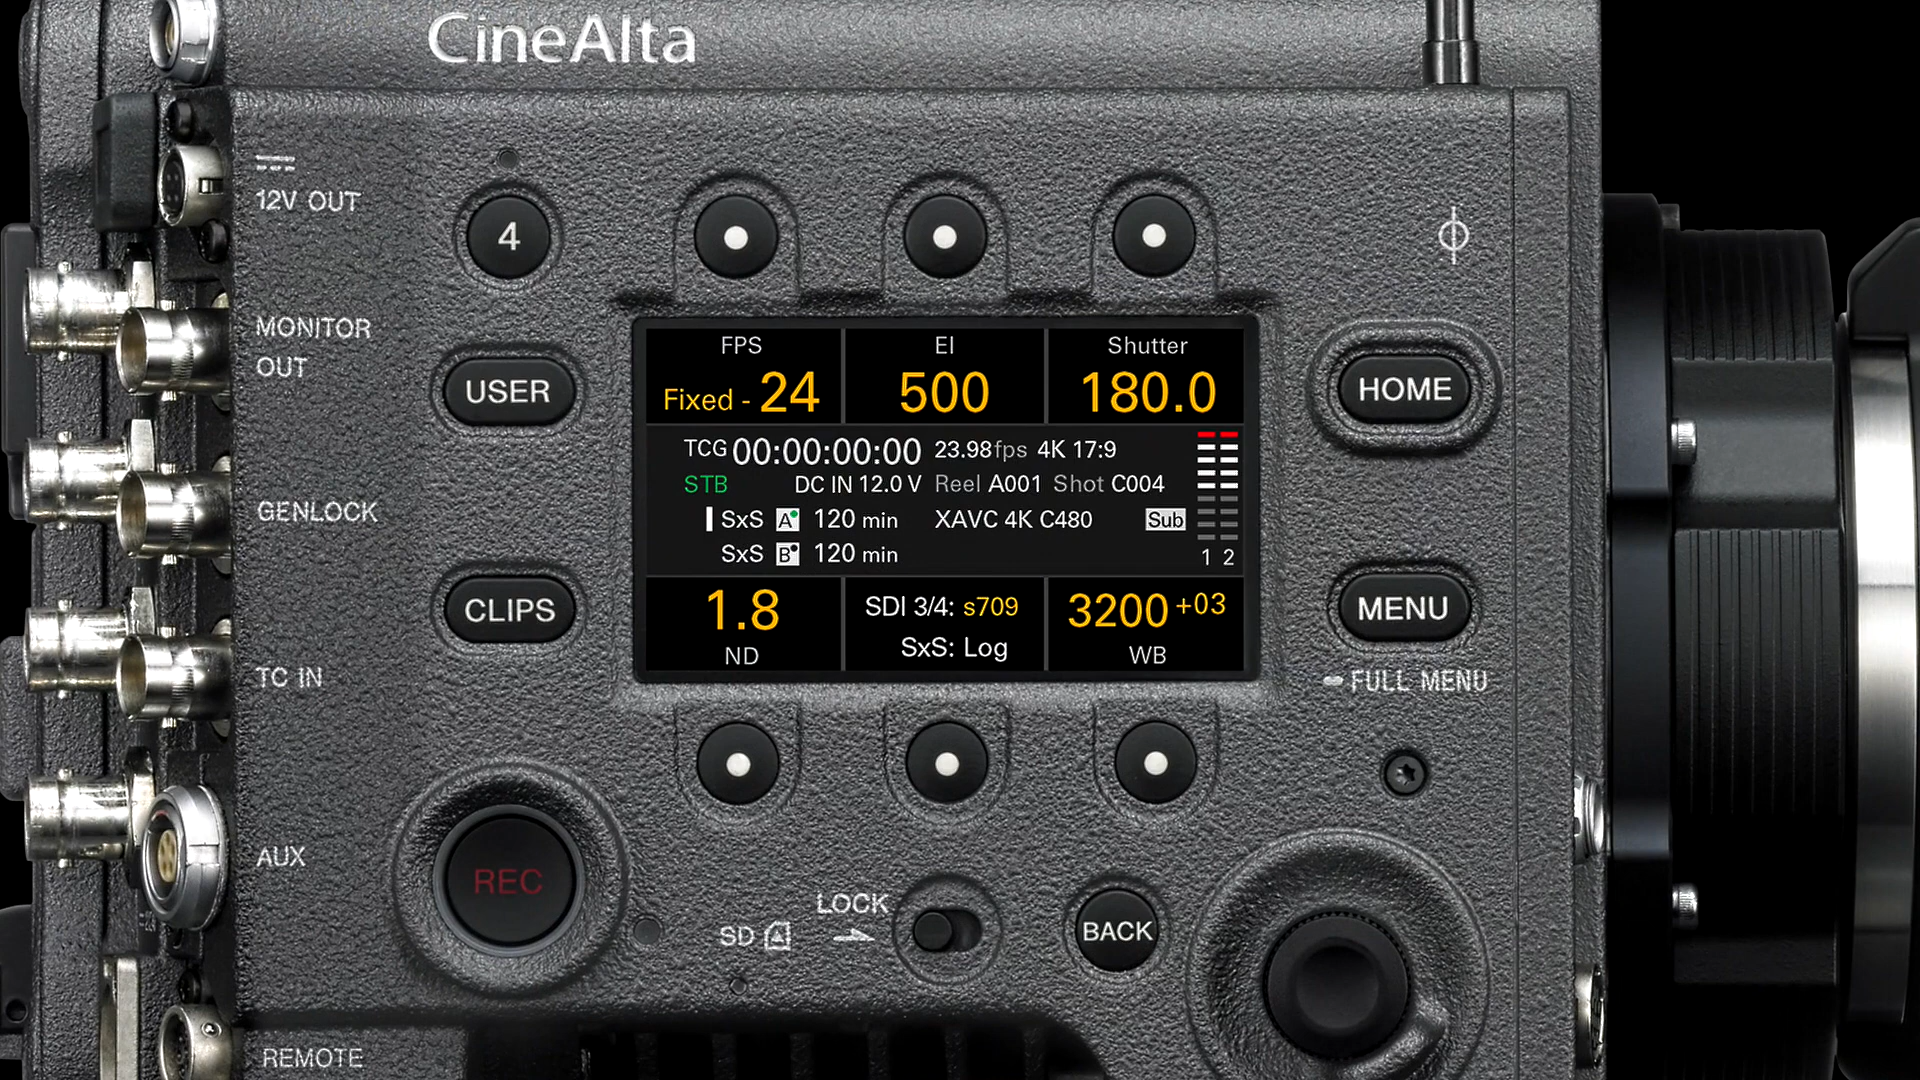 CineAlta
12V OUT
4
MONITOR
OUT
USER
HOME
FPS
Fixed - 24
EI
500
Shutter
180.0
TCG 00:00:00:00 23.98fps 4K 17:9
STB DC IN 12.0 V Reel A001 Shot C004
SxS A 120 min XAVC 4K C480 Sub
SxS B 120 min
1 2
1.8
ND
SDI 3/4: s709
SxS: Log
3200 +03
WB
GENLOCK
CLIPS
MENU
FULL MENU
TC IN
AUX
REC
LOCK
SD
BACK
REMOTE